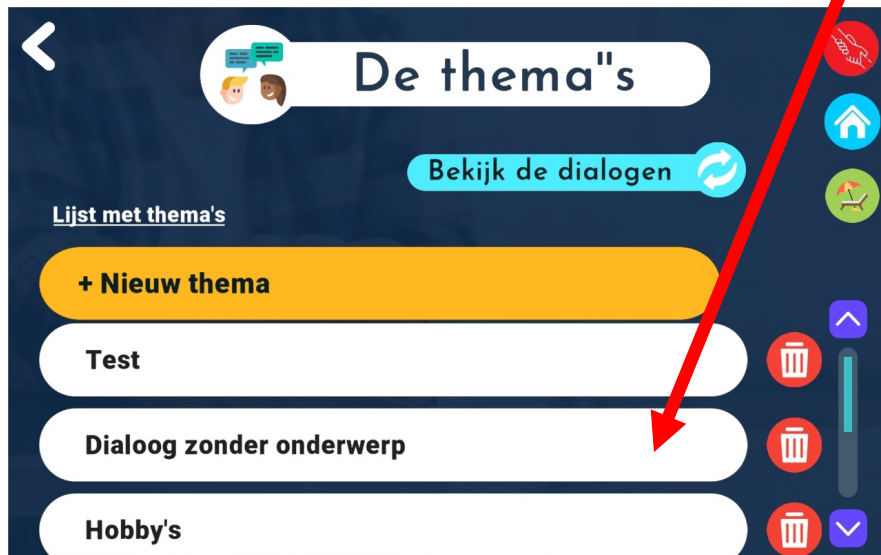 De thema"s
Bekijk de dialogen
Lijst met thema's
+ Nieuw thema
Test
Dialoog zonder onderwerp
Hobby's